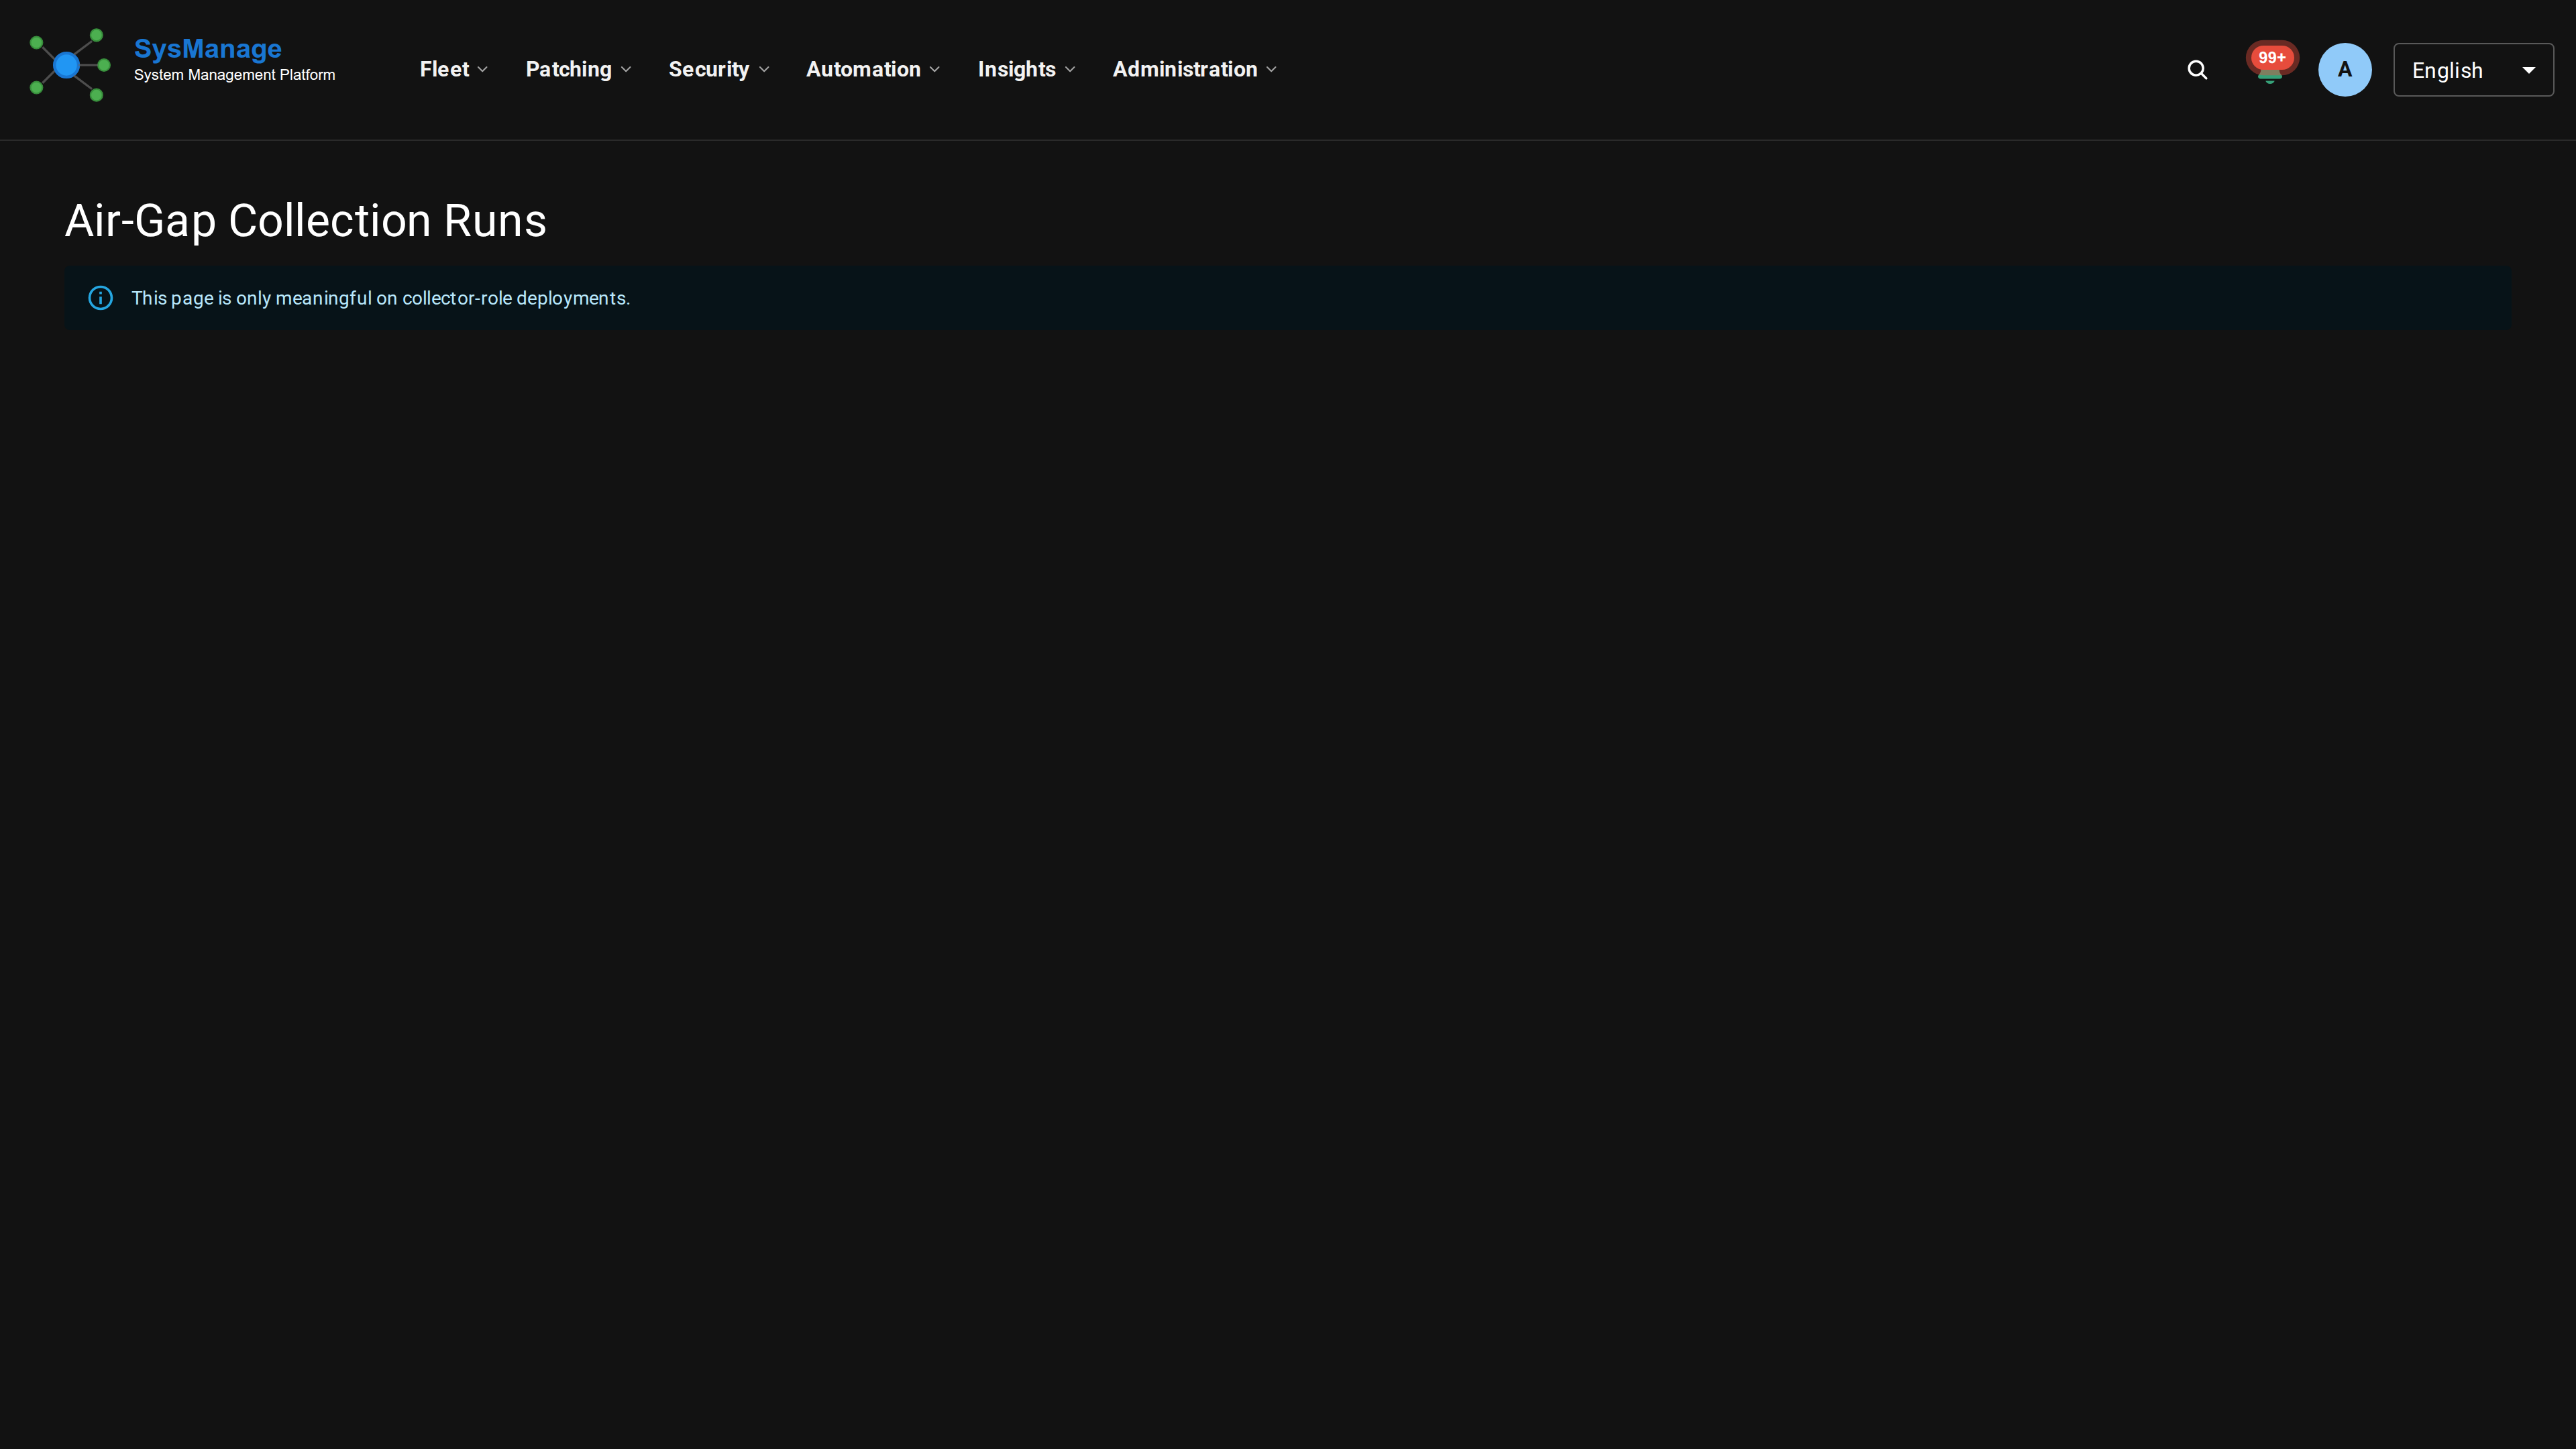 SysManage
System Management Platform
Fleet
Patching
Security
Automation
Insights
Administration
99+
A
English
Air-Gap Collection Runs
This page is only meaningful on collector-role deployments.